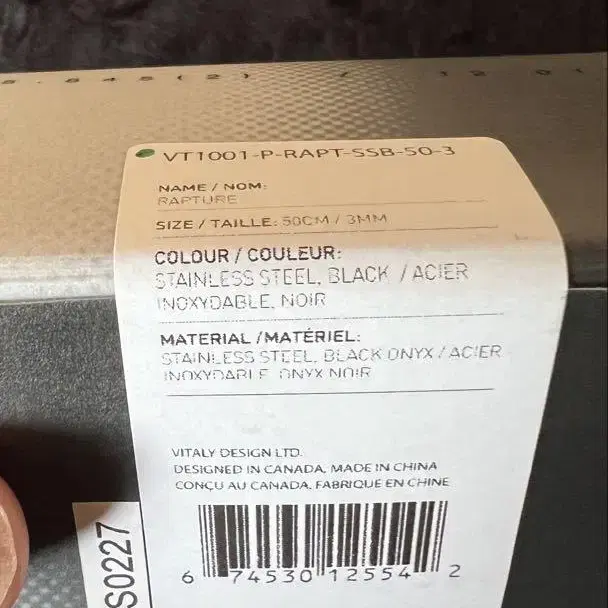 VT1001-P-RAPT-SSB-50-3
NAME / NOM:
RAPTURE
SIZE / TAILLE: 50CM / 3MM
COLOUR / COULEUR:
STAINLESS STEEL, BLACK / ACIER
INOXYDABLE, NOIR
MATERIAL /MATÉRIEL:
STAINLESS STEEL, BLACK ONYX / ACIER
INOXYDABLE, ONYX NOIR
VITALY DESIGN LTD.
DESIGNED IN CANADA, MADE IN CHINA
CONÇU AU CANADA, FABRIQUÉ EN CHINE
6 74530 12554 2
S0227